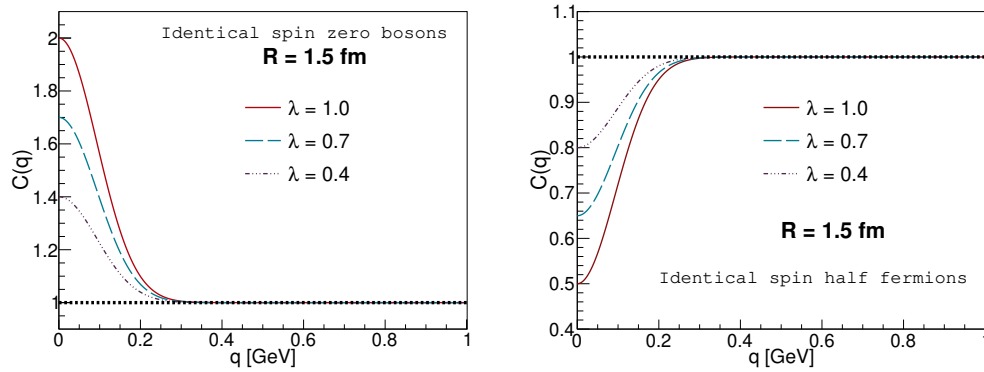 Identical spin zero bosons
R = 1.5 fm
λ = 1.0
λ = 0.7
λ = 0.4
C(q)
2
1.8
1.6
1.4
1.2
1
0 0.2 0.4 0.6 0.8 1
q [GeV]
1
0.9
0.8
0.7
0.6
0.5
0.4
C(q)
λ = 1.0
λ = 0.7
λ = 0.4
R = 1.5 fm
Identical spin half fermions
0 0.2 0.4 0.6 0.8
q [GeV]